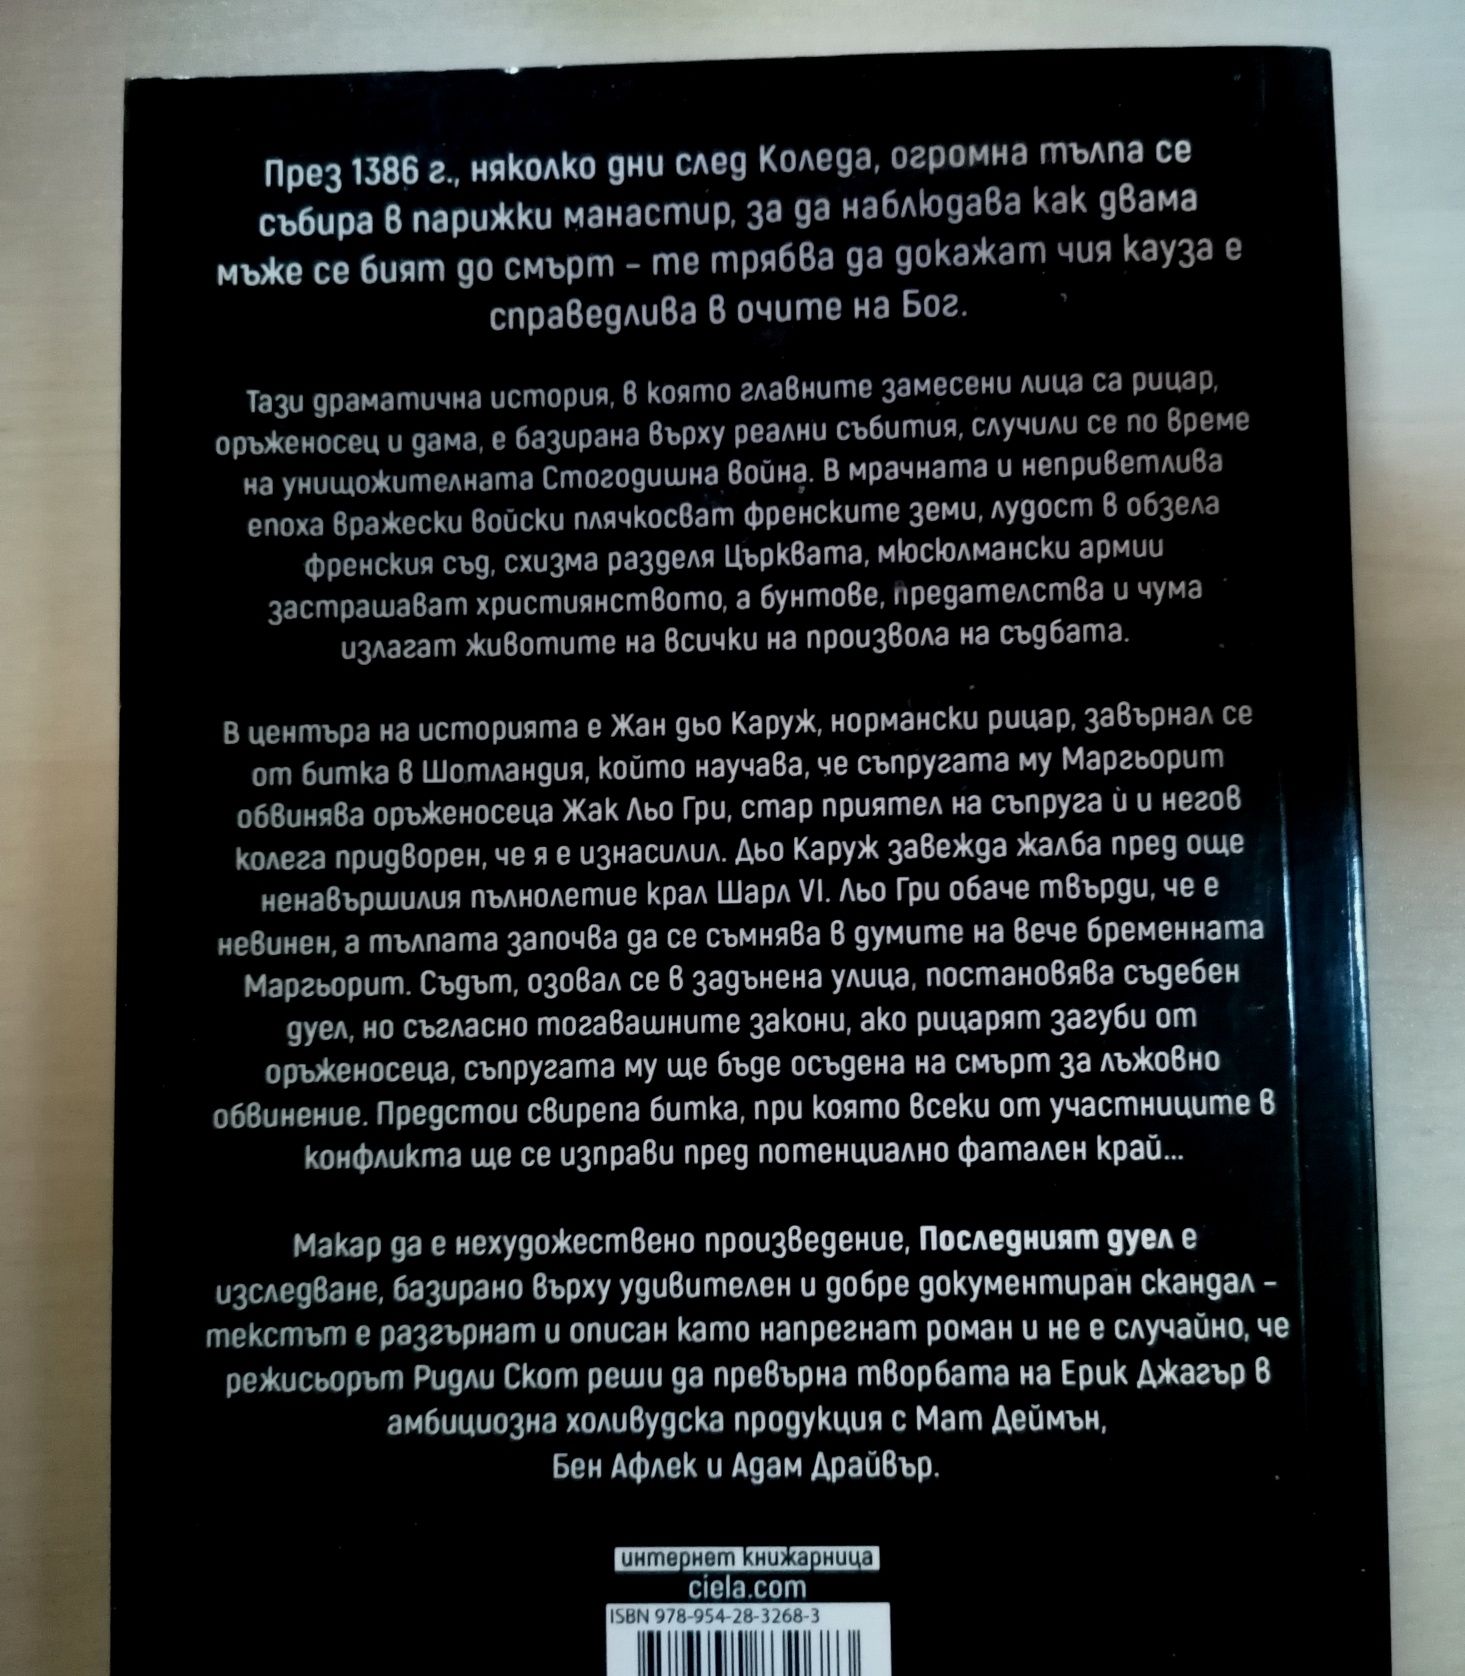 През 1386 г., няколко дни след Коледа, огромна тълпа се
събира в парижки манастир, за да наблюдава как двама
мъже се бият до смърт – те трябва да докажат чия кауза е
справедлива в очите на Бог.
Тази драматична история, в която главните замесени лица са рицар,
оръженосец и дама, е базирана върху реални събития, случили се по време
на унищожителната Стогодишна война. В мрачната и неприветлива
епоха вражески войски плячкосват френските земи, лудост в обзела
френския съд, схизма разделя Църквата, мюсюлмански армии
застрашават християнството, а бунтове, предателства и чума
излагат животите на всички на произвола на съдбата.
В центъра на историята е Жан дьо Каруж, нормански рицар, завърнал се
от битка в Шотландия, който научава, че съпругата му Маргьорит
обвинява оръженосеца Жак Льо Гри, стар приятел на съпруга ѝ и негов
колега придворен, че я е изнасилил. Дьо Каруж завежда жалба пред още
ненавършилия пълнолетие крал Шарл VI. Льо Гри обаче твърди, че е
невинен, а тълпата започва да се съмнява в думите на вече бременната
Маргьорит. Съдът, озовал се в задънена улица, постановява съдебен
дуел, но съгласно тогавашните закони, ако рицарят загуби от
оръженосеца, съпругата му ще бъде осъдена на смърт за лъжовно
обвинение. Предстои свирепа битка, при която всеки от участниците в
конфликта ще се изправи пред потенциално фатален край...
Макар да е нехудожествено произведение, Последният дуел е
изследване, базирано върху удивителен и добре документиран скандал –
текстът е разгърнат и описан като напрегнат роман и не е случайно, че
режисьорът Ридли Скот реши да превърна творбата на Ерик Джагър в
амбициозна холивудска продукция с Мат Деймън,
Бен Афлек и Адам Драйвър.
интернет книжарница
ciela.com
ISBN 978-954-28-3268-3